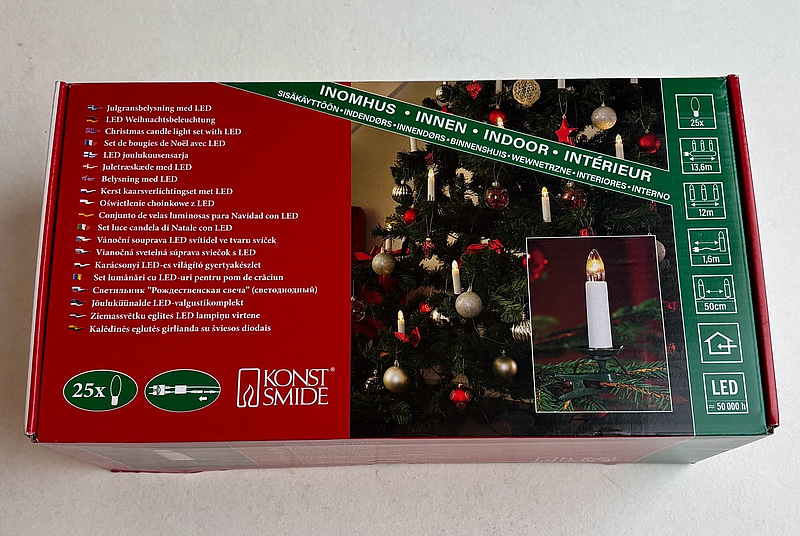 INOMHUS • INNEN • INDOOR • INTÉRIEUR
SISÄKÄYTTÖÖN • INDENDØRS • INNENDØRS • BINNENSHUIS • WEWNETRZNE • INTERIORES • INTERNO
Julgransbelysning med LED
LED Weihnachtsbeleuchtung
Christmas candle light set with LED
Set de bougies de Noël avec LED
LED joulukuusensarja
Juletræskæde med LED
Belysning med LED
Kerst kaarsverlichtingset met LED
Oświetlenie choinkowe z LED
Conjunto de velas luminosas para Navidad con LED
Set luce candela di Natale con LED
Vánoční souprava LED svítidel ve tvaru svíček
Vianočná svetelná súprava sviečok s LED
Karácsonyi LED-es világító gyertyakészlet
Set lumânări cu LED-uri pentru pom de crăciun
Светильник "Рождественская свеча" (светодиодный)
Jõuluküünalde LED-valgustikomplekt
Ziemassvētku eglītes LED lampiņu virtene
Kalėdinės eglutės girlianda su šviesos diodais
25x
KONST
SMIDE®
25x
13,6m
12m
1,6m
50cm
LED
≈ 50 000 h